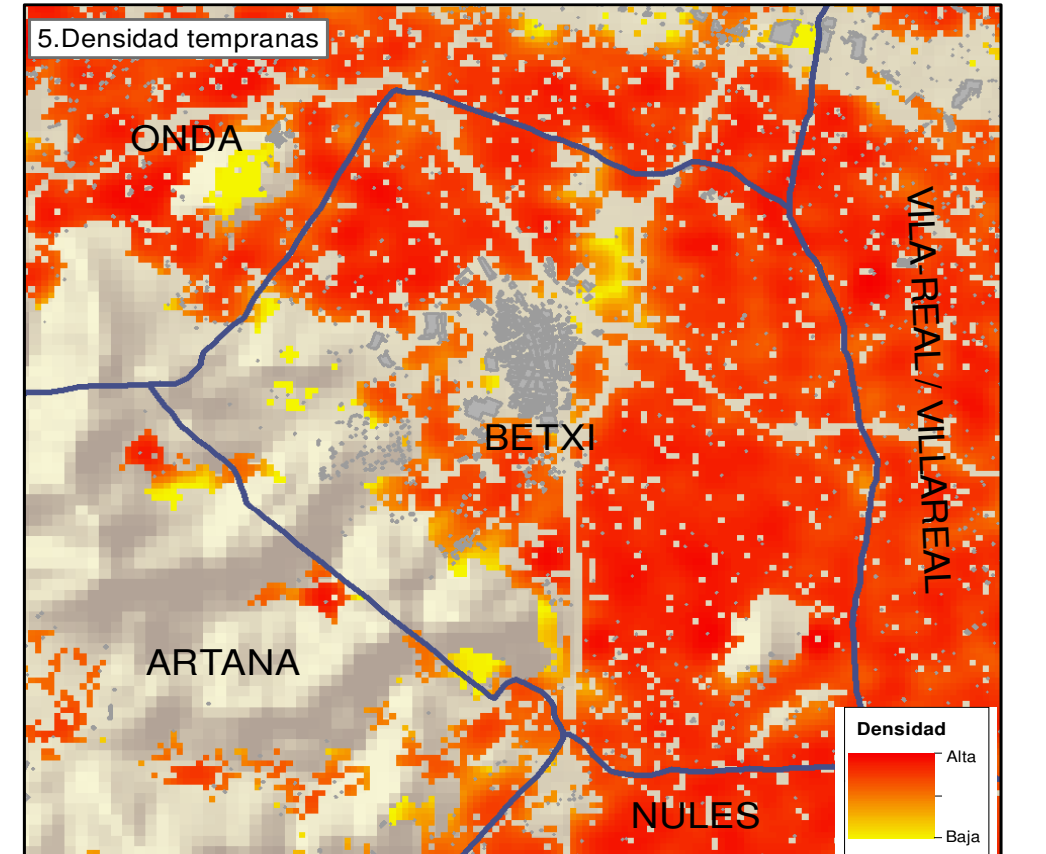 5.Densidad tempranas
ONDA
VILA-REAL / VILLAREAL
BETXI
ARTANA
NULES
Densidad
Alta
Baja